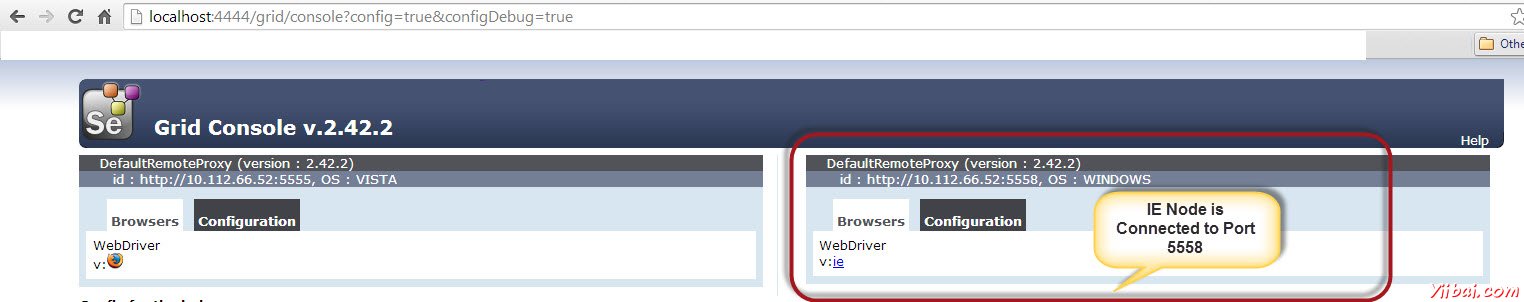 localhost:4444/grid/console?config=true&configDebug=true
Othe
Se
Grid Console v.2.42.2
Help
DefaultRemoteProxy (version : 2.42.2)
id : http://10.112.66.52:5555, OS : VISTA
Browsers
Configuration
WebDriver
v:
DefaultRemoteProxy (version : 2.42.2)
id : http://10.112.66.52:5558, OS : WINDOWS
Browsers
Configuration
WebDriver
v:ie
IE Node is
Connected to Port
5558
Yiibai.com